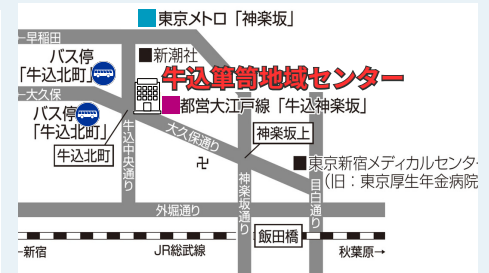 東京メトロ「神楽坂」
←早稲田
バス停
「牛込北町」
新潮社
牛込箪笥地域センター
←大久保
都営大江戸線「牛込神楽坂」
バス停
「牛込北町」
牛込北町
牛込中央通り
大久保通り
神楽坂上
卍
東京新宿メディカルセンター
(旧：東京厚生年金病院
神楽坂通り
目白通り
外堀通り
飯田橋
←新宿
JR総武線
秋葉原→